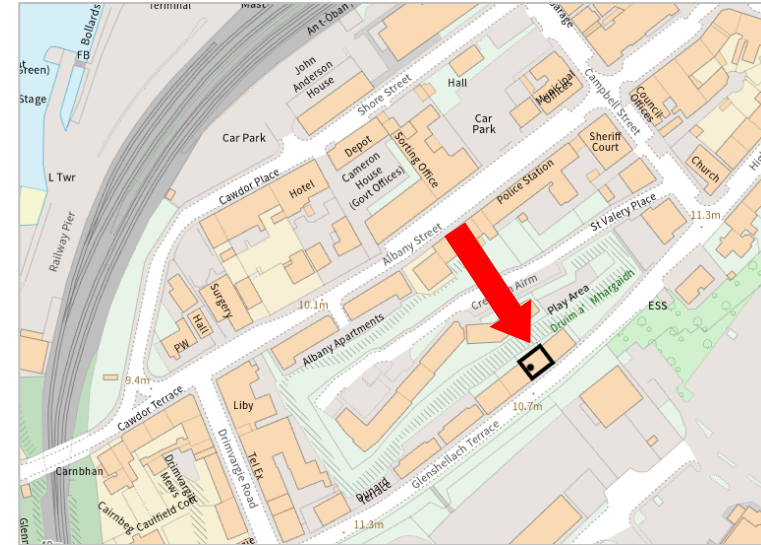 Terminal
Mast
An t-Òban
Bollards
FB
Green)
Stage
John
Anderson
House
Shore Street
Hall
Municipal
Offices
Campbell Street
Council
Offices
Car Park
Car
Park
Depot
Sorting Office
Sheriff
Court
L Twr
Cawdor Place
Hotel
Cameron
House
(Govt Offices)
Police Station
Church
Railway Pier
Albany Street
St Valery Place
11.3m
Surgery
Hall
PW
10.1m
Airm
Play Area
Druim a' Mhargaidh
ESS
Albany Apartments
9.4m
Cawdor Terrace
Liby
10.7m
Drimvargie Road
Tel Ex
Glenshellach Terrace
Carnbhan
Drimvargie
Mews
Dunard
Terrace
Cairnbeg
Caulfield Cott
11.3m